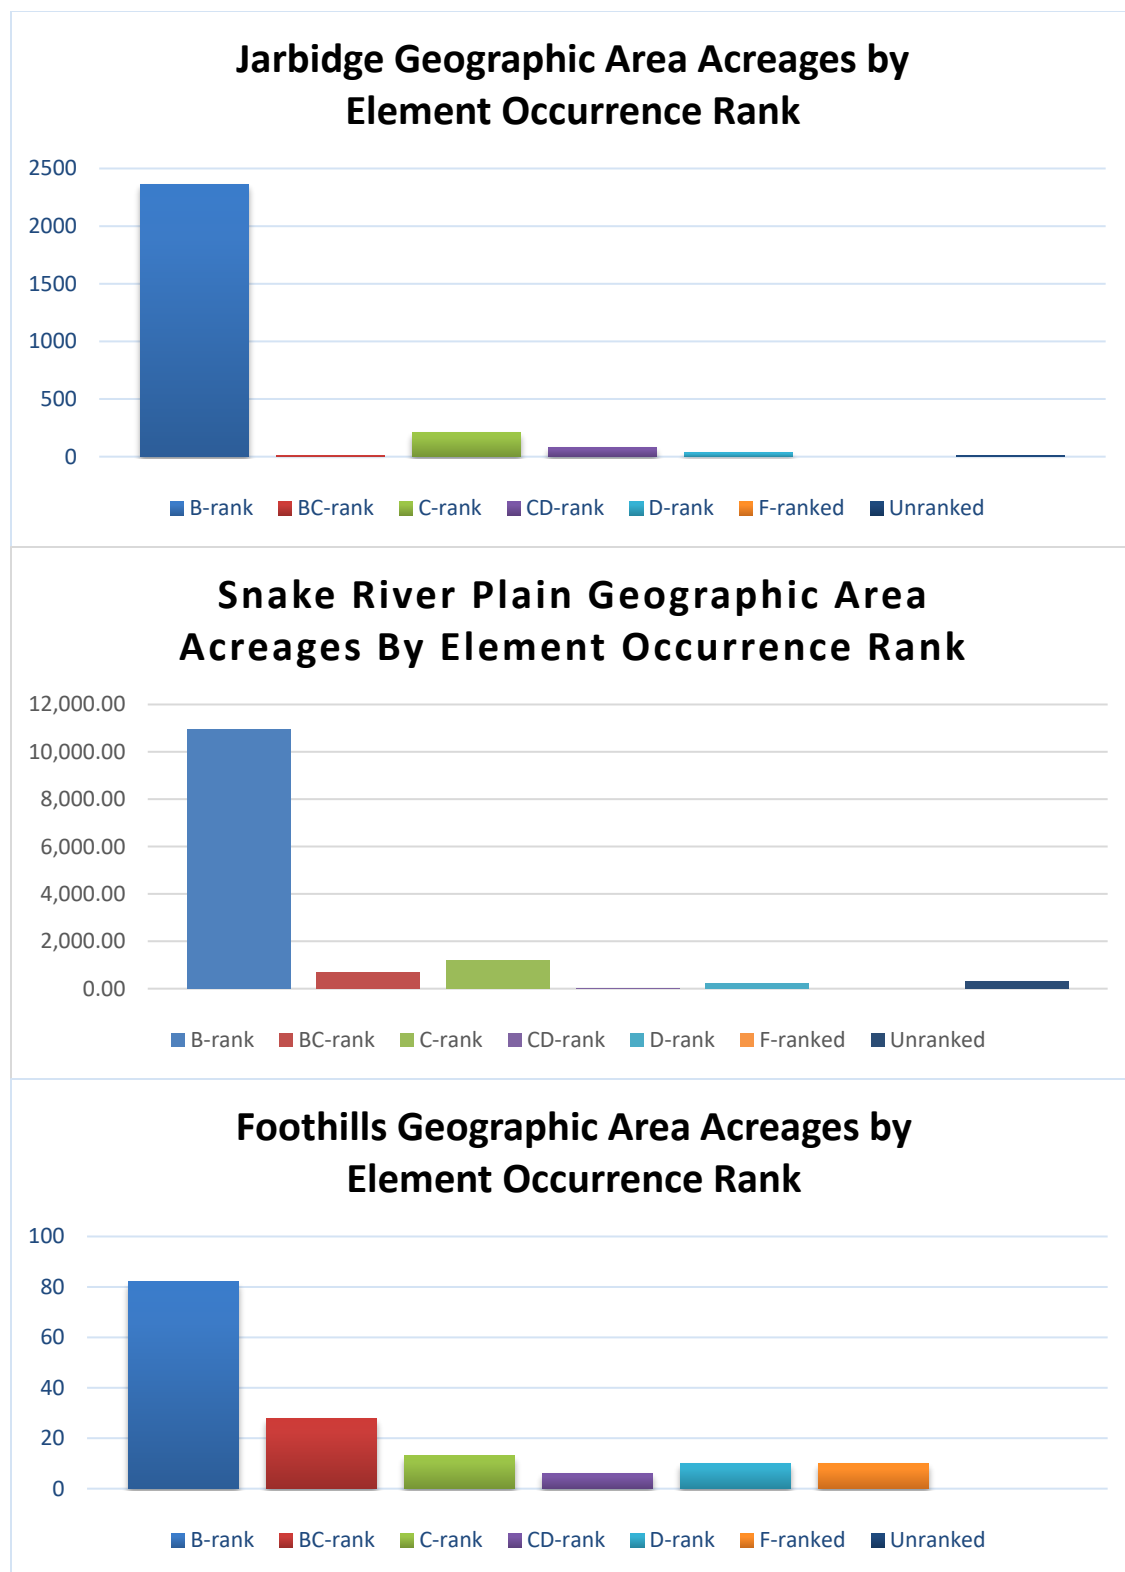 Jarbidge Geographic Area Acreages by
Element Occurrence Rank
2500
2000
1500
1000
500
0
B-rank BC-rank C-rank CD-rank D-rank F-ranked Unranked
Snake River Plain Geographic Area
Acreages By Element Occurrence Rank
12,000.00
10,000.00
8,000.00
6,000.00
4,000.00
2,000.00
0.00
B-rank BC-rank C-rank CD-rank D-rank F-ranked Unranked
Foothills Geographic Area Acreages by
Element Occurrence Rank
100
80
60
40
20
0
B-rank BC-rank C-rank CD-rank D-rank F-ranked Unranked